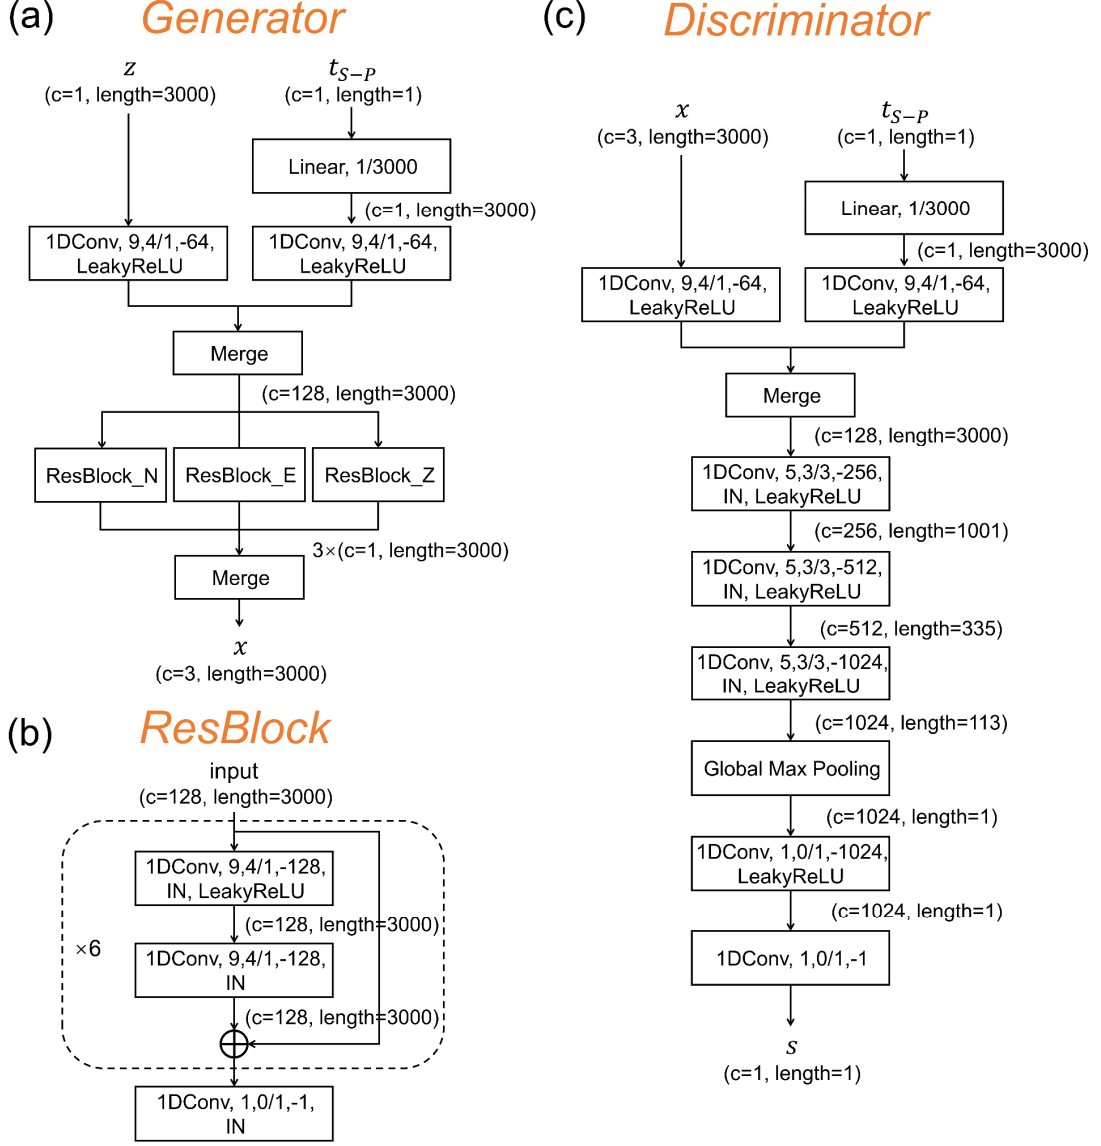 (a)
Generator
z
(c=1, length=3000)
t_{S−P}
(c=1, length=1)
Linear, 1/3000
(c=1, length=3000)
1DConv, 9,4/1,-64,
LeakyReLU
1DConv, 9,4/1,-64,
LeakyReLU
Merge
(c=128, length=3000)
ResBlock_N
ResBlock_E
ResBlock_Z
3×(c=1, length=3000)
Merge
x
(c=3, length=3000)
(b)
ResBlock
input
(c=128, length=3000)
1DConv, 9,4/1,-128,
IN, LeakyReLU
(c=128, length=3000)
×6
1DConv, 9,4/1,-128,
IN
(c=128, length=3000)
1DConv, 1,0/1,-1,
IN
(c)
Discriminator
x
(c=3, length=3000)
t_{S−P}
(c=1, length=1)
Linear, 1/3000
(c=1, length=3000)
1DConv, 9,4/1,-64,
LeakyReLU
1DConv, 9,4/1,-64,
LeakyReLU
Merge
(c=128, length=3000)
1DConv, 5,3/3,-256,
IN, LeakyReLU
(c=256, length=1001)
1DConv, 5,3/3,-512,
IN, LeakyReLU
(c=512, length=335)
1DConv, 5,3/3,-1024,
IN, LeakyReLU
(c=1024, length=113)
Global Max Pooling
(c=1024, length=1)
1DConv, 1,0/1,-1024,
LeakyReLU
(c=1024, length=1)
1DConv, 1,0/1,-1
s
(c=1, length=1)